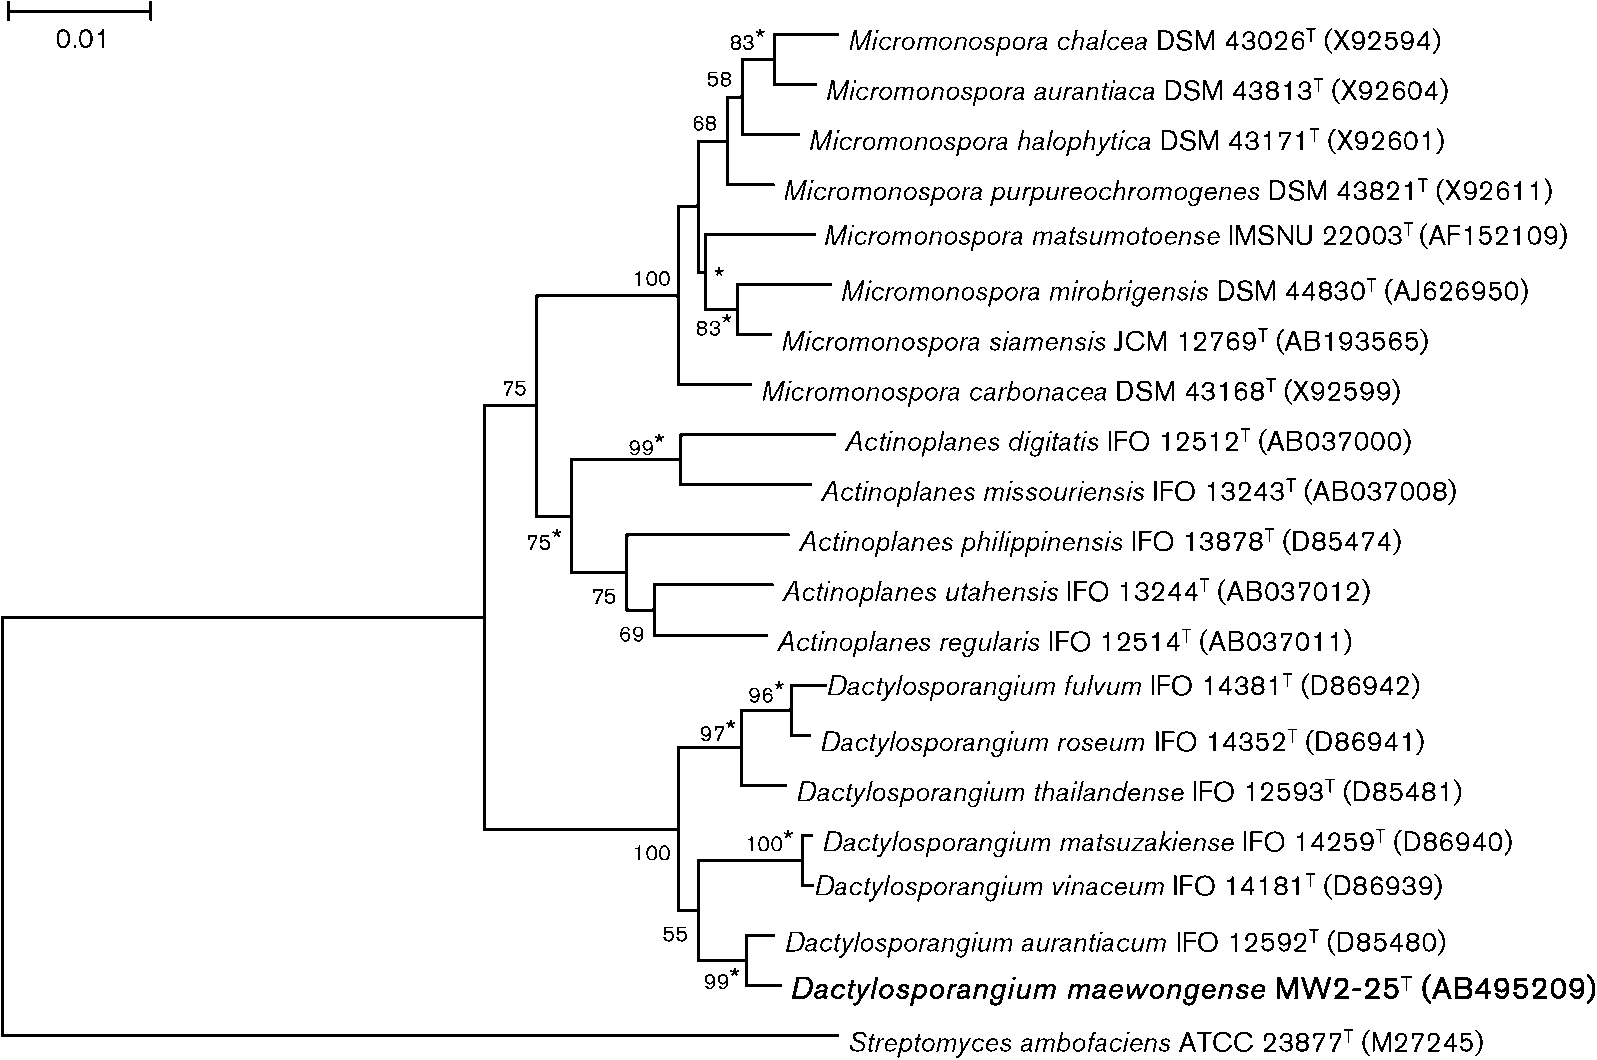 0.01
83*
Micromonospora chalcea DSM 43026ᵀ (X92594)
58
Micromonospora aurantiaca DSM 43813ᵀ (X92604)
68
Micromonospora halophytica DSM 43171ᵀ (X92601)
Micromonospora purpureochromogenes DSM 43821ᵀ (X92611)
Micromonospora matsumotoense IMSNU 22003ᵀ (AF152109)
*
100
Micromonospora mirobrigensis DSM 44830ᵀ (AJ626950)
83*
Micromonospora siamensis JCM 12769ᵀ (AB193565)
75
Micromonospora carbonacea DSM 43168ᵀ (X92599)
99*
Actinoplanes digitatis IFO 12512ᵀ (AB037000)
Actinoplanes missouriensis IFO 13243ᵀ (AB037008)
75*
Actinoplanes philippinensis IFO 13878ᵀ (D85474)
75
Actinoplanes utahensis IFO 13244ᵀ (AB037012)
69
Actinoplanes regularis IFO 12514ᵀ (AB037011)
96*
Dactylosporangium fulvum IFO 14381ᵀ (D86942)
97*
Dactylosporangium roseum IFO 14352ᵀ (D86941)
Dactylosporangium thailandense IFO 12593ᵀ (D85481)
100*
Dactylosporangium matsuzakiense IFO 14259ᵀ (D86940)
100
Dactylosporangium vinaceum IFO 14181ᵀ (D86939)
55
Dactylosporangium aurantiacum IFO 12592ᵀ (D85480)
99*
Dactylosporangium maewongense MW2-25ᵀ (AB495209)
Streptomyces ambofaciens ATCC 23877ᵀ (M27245)